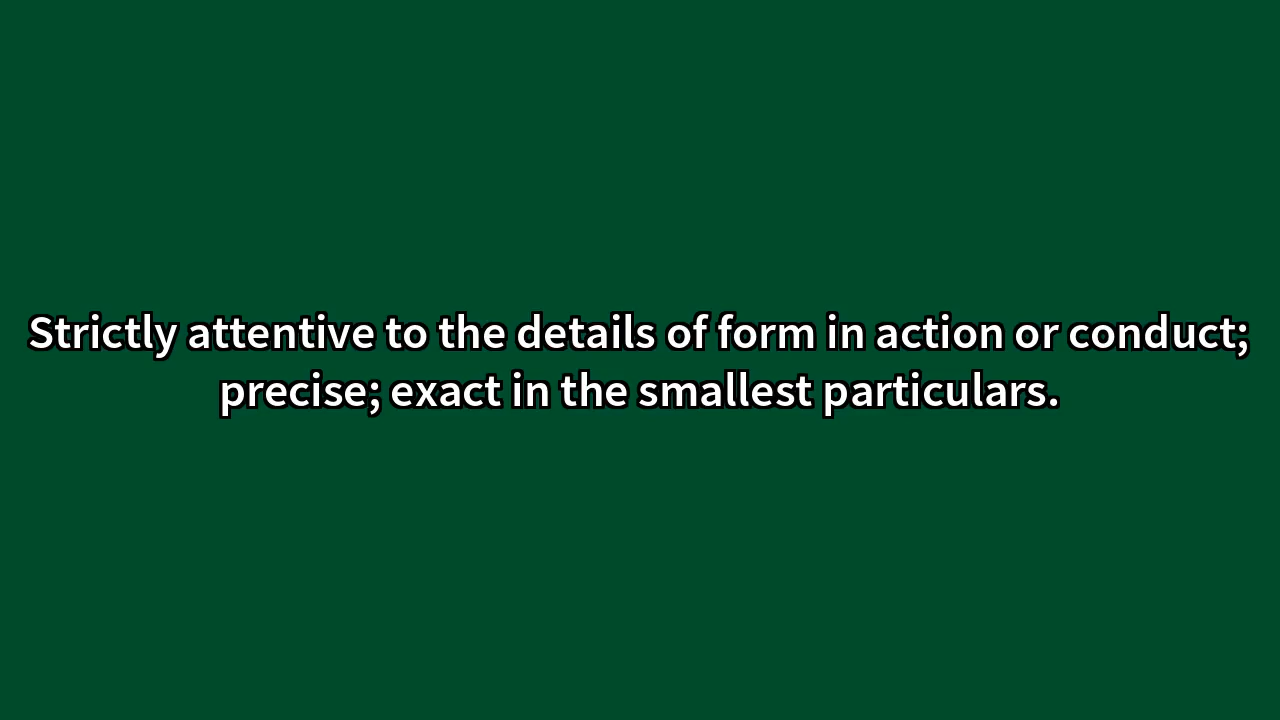 Strictly attentive to the details of form in action or conduct;
precise; exact in the smallest particulars.